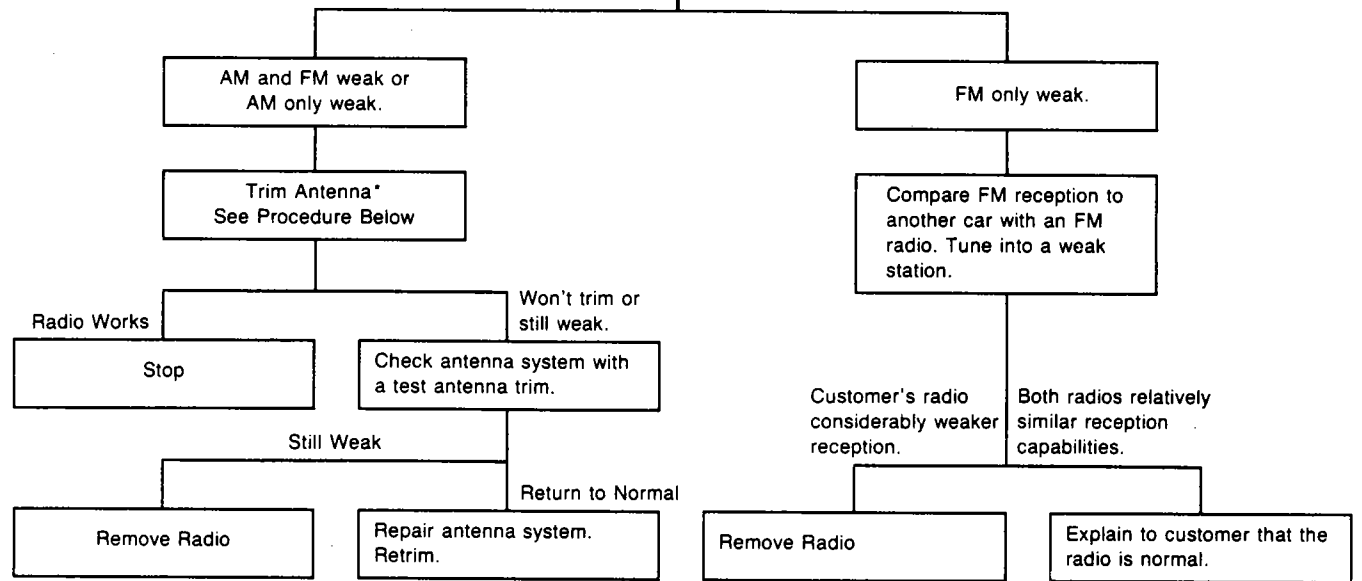 AM and FM weak or
AM only weak.
FM only weak.
Trim Antenna*
See Procedure Below
Compare FM reception to
another car with an FM
radio. Tune into a weak
station.
Radio Works
Won't trim or
still weak.
Stop
Check antenna system with
a test antenna trim.
Customer's radio
considerably weaker
reception.
Both radios relatively
similar reception
capabilities.
Still Weak
Return to Normal
Remove Radio
Repair antenna system.
Retrim.
Remove Radio
Explain to customer that the
radio is normal.